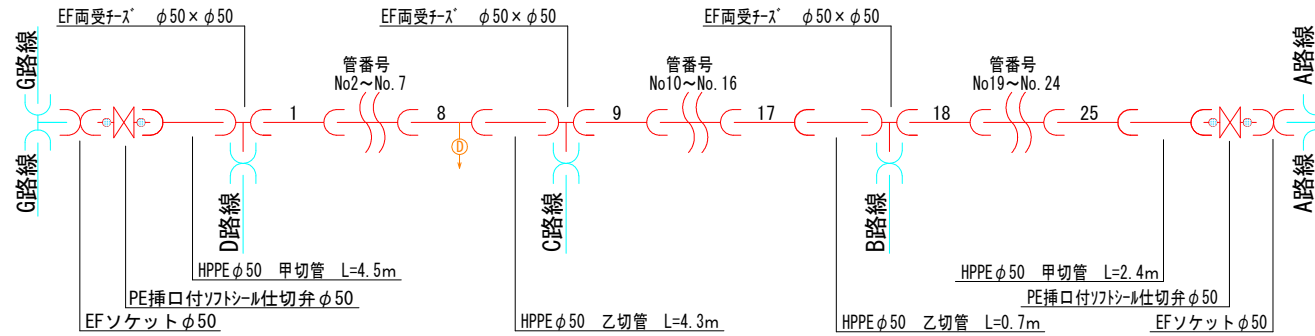 EF両受チーズ φ50×φ50
EF両受チーズ φ50×φ50
EF両受チーズ φ50×φ50
G路線
G路線
A路線
A路線
管番号
No2～No.7
管番号
No10～No.16
管番号
No19～No.24
1
8
9
17
18
25
D
D路線
C路線
B路線
HPPEφ50 甲切管 L=4.5m
PE挿口付ソフトシール仕切弁φ50
EFソケットφ50
HPPEφ50 乙切管 L=4.3m
HPPEφ50 乙切管 L=0.7m
HPPEφ50 甲切管 L=2.4m
PE挿口付ソフトシール仕切弁φ50
EFソケットφ50